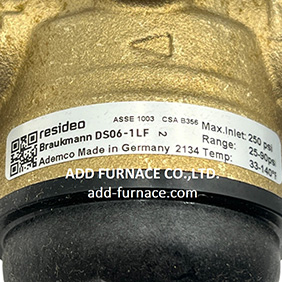 resideo ASSE 1003 CSA B356 Max.Inlet: 250 psi
Braukmann DS06-1LF 2 Range: 25-90psi
Ademco Made in Germany 2134 Temp: 33-140°F
ADD FURNACE CO.,LTD.
add-furnace.com